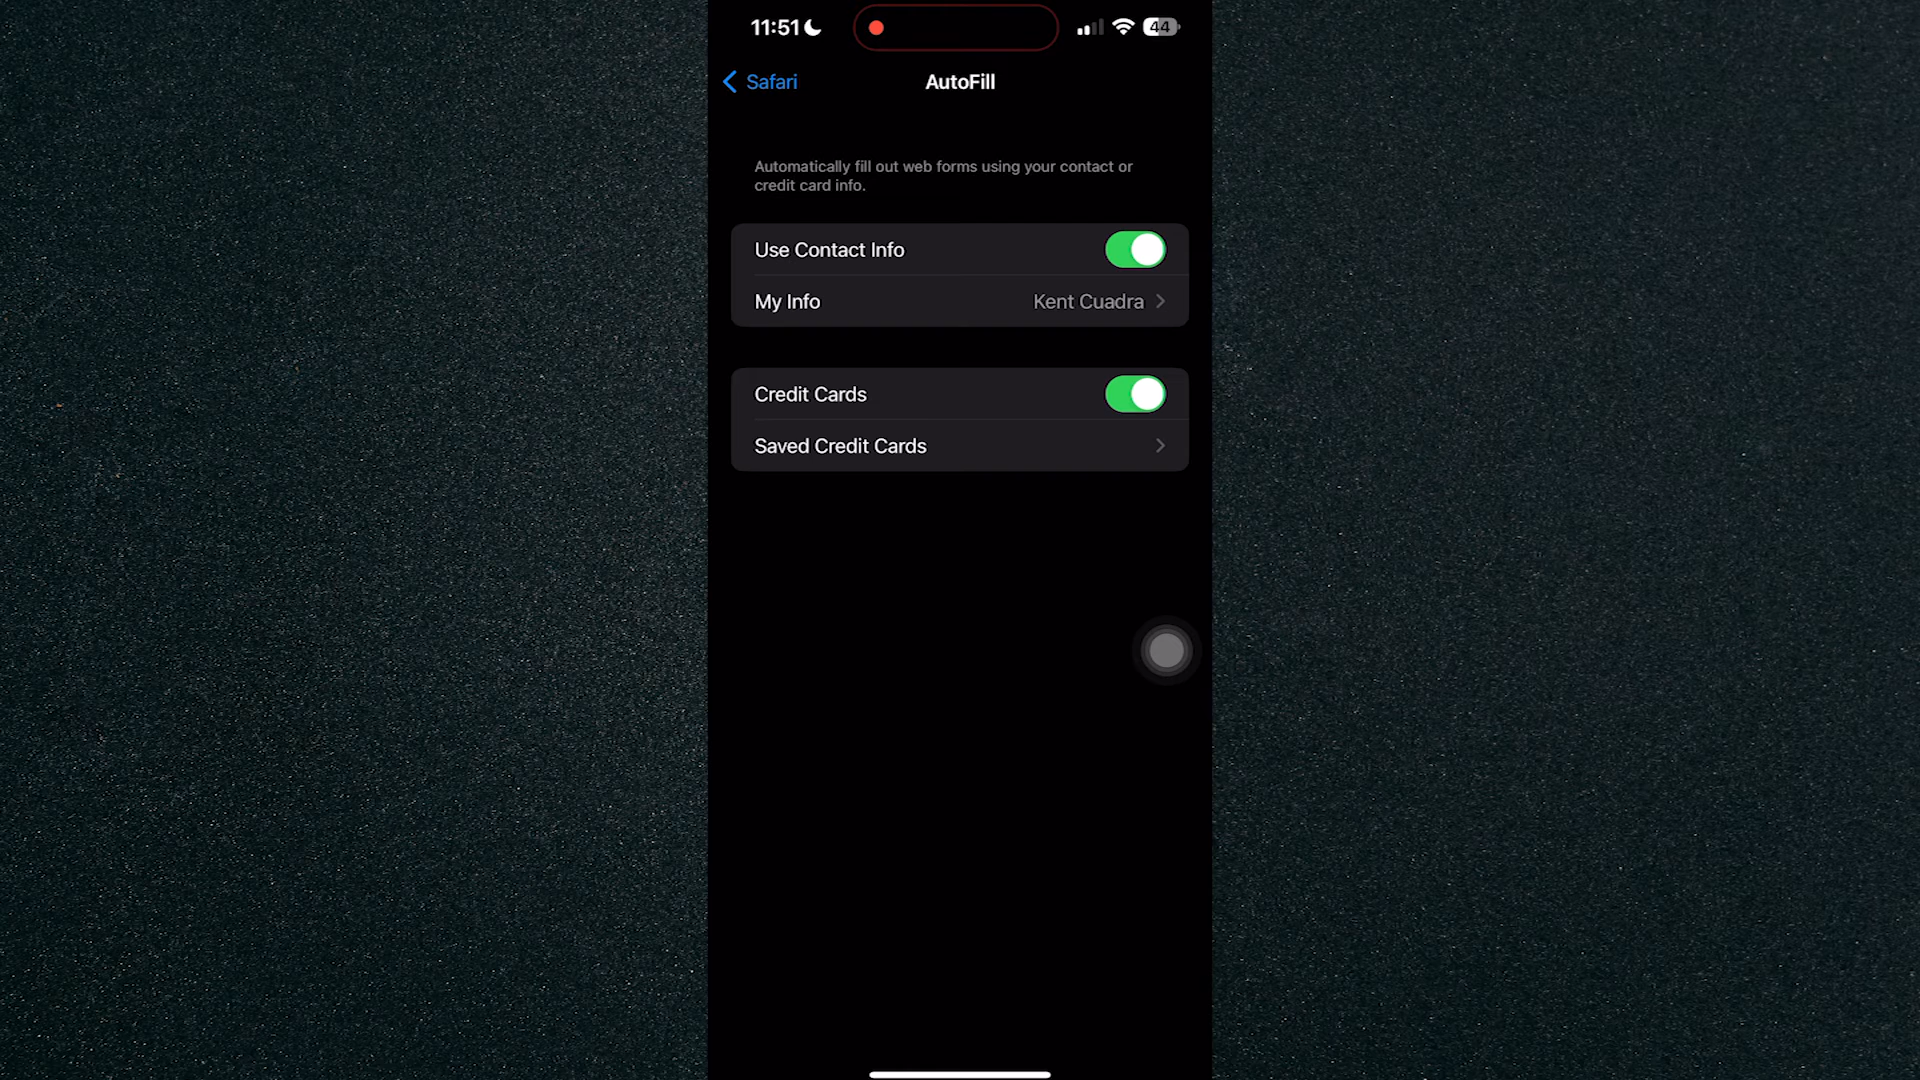 11:51
44
Safari
AutoFill
Automatically fill out web forms using your contact or
credit card info.
Use Contact Info
My Info
Kent Cuadra
Credit Cards
Saved Credit Cards